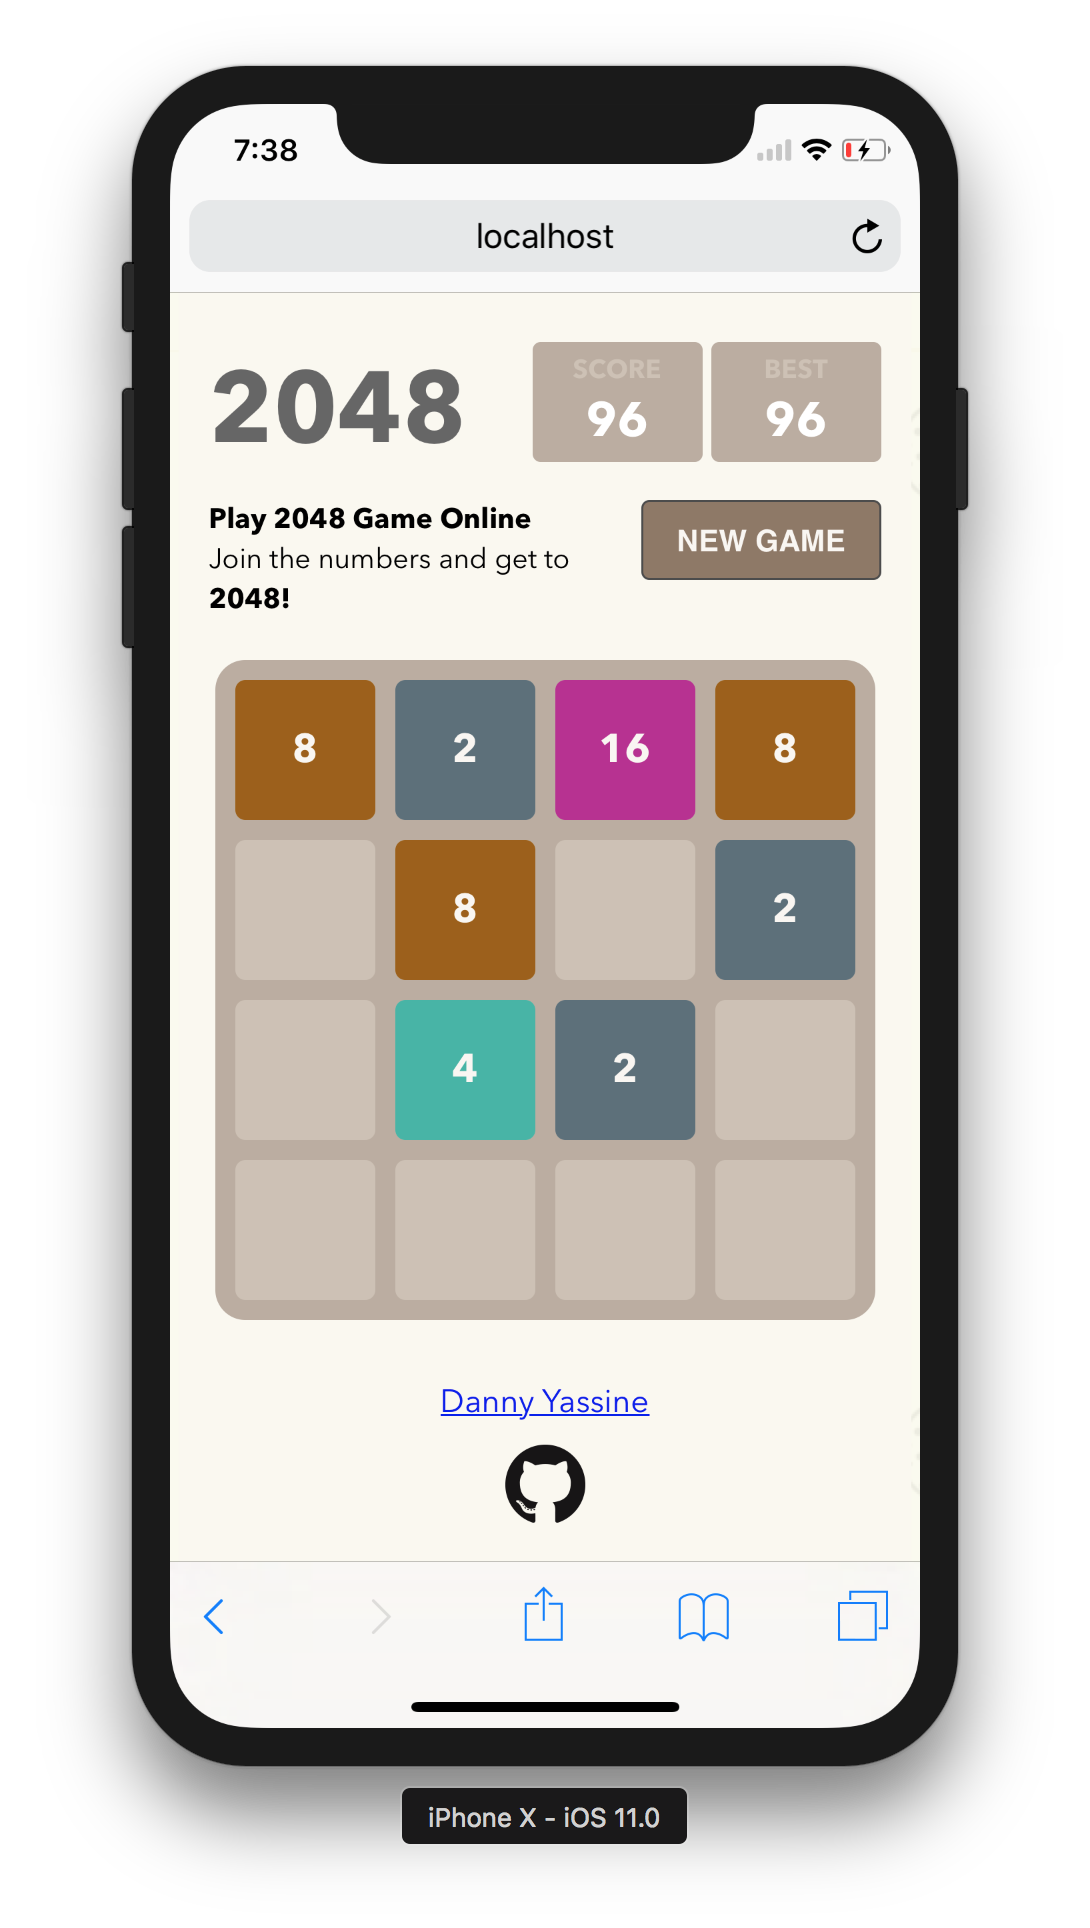 7:38
localhost
2048
SCORE
96
BEST
96
Play 2048 Game Online
Join the numbers and get to
2048!
NEW GAME
8 2 16 8
8 2
4 2
Danny Yassine
iPhone X - iOS 11.0